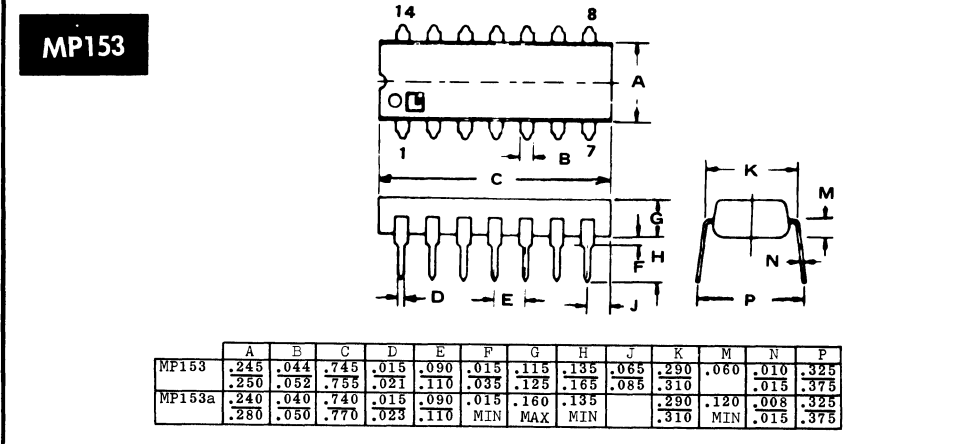 MP153
14 8
A
1 7
B
C
K
M
G
F H
N
D E J
P
A B C D E F G H J K M N P
MP153 .245 .044 .745 .015 .090 .015 .115 .135 .065 .290 .060 .010 .325
.250 .052 .755 .021 .110 .035 .125 .165 .085 .310 .015 .375
MP153a .240 .040 .740 .015 .090 .015 .160 .135 .290 .120 .008 .325
.280 .050 .770 .023 .110 MIN MAX MIN .310 MIN .015 .375